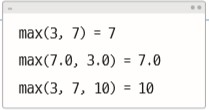 max(3, 7) = 7
max(7.0, 3.0) = 7.0
max(3, 7, 10) = 10